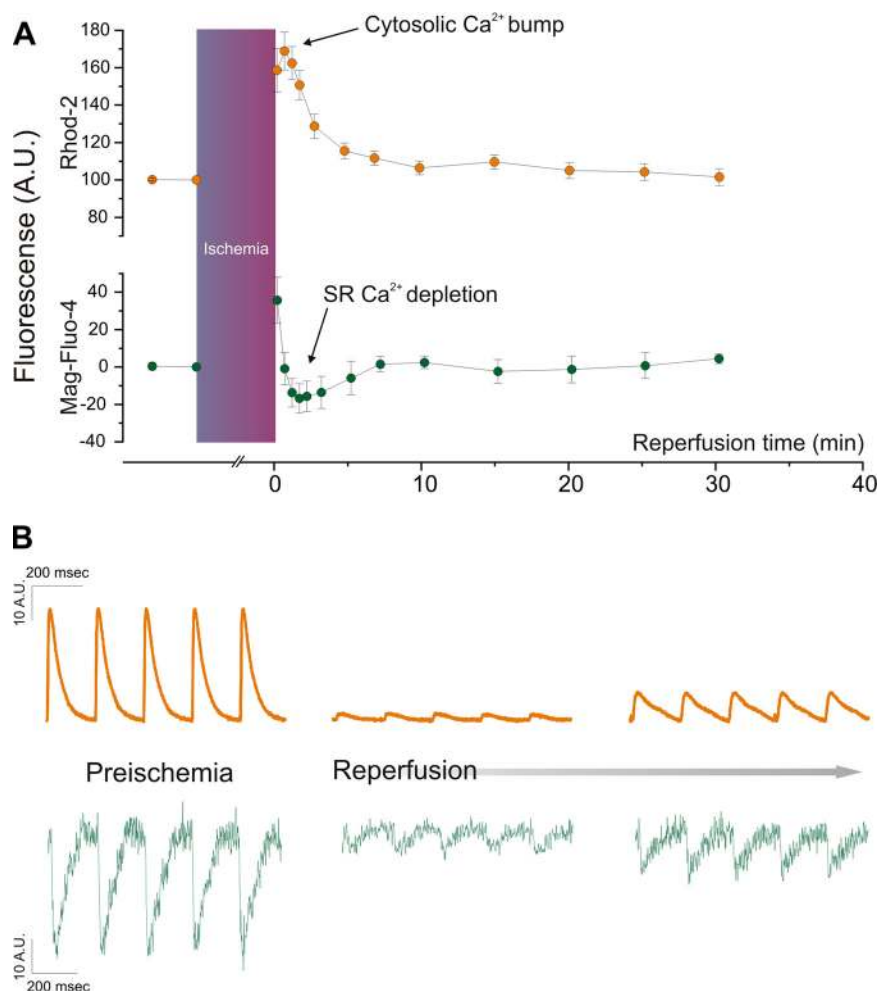 A
Cytosolic Ca²⁺ bump
180
160
140
120
100
80
Rhod-2
Fluorescense (A.U.)
Ischemia
SR Ca²⁺ depletion
40
20
0
-20
-40
Mag-Fluo-4
Reperfusion time (min)
0 10 20 30 40
B
200 msec
10 A.U.
Preischemia
Reperfusion
10 A.U.
200 msec